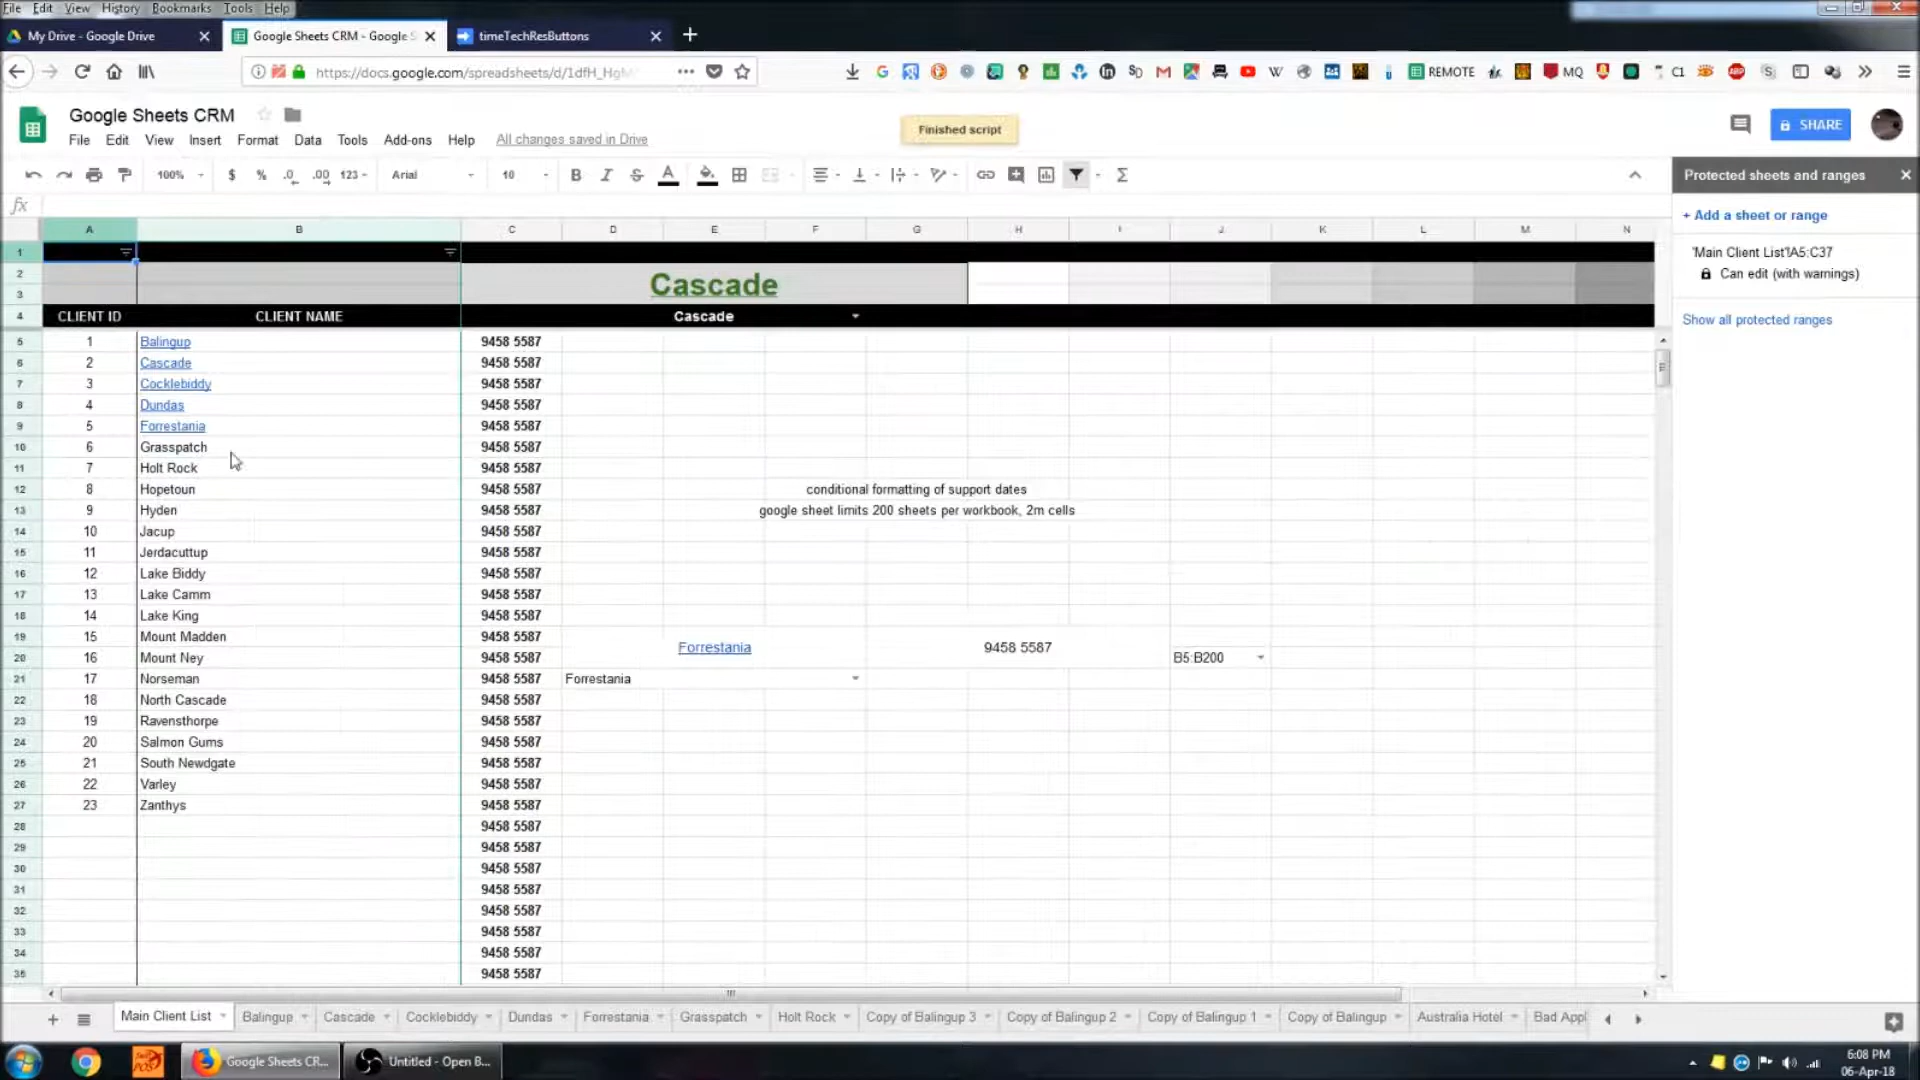 File Edit View History Bookmarks Tools Help
My Drive - Google Drive
Google Sheets CRM - Google S
timeTechResButtons
https://docs.google.com/spreadsheets/d/1dfH_HgM
REMOTE
MQ
C1
Google Sheets CRM
Finished script
SHARE
File Edit View Insert Format Data Tools Add-ons Help All changes saved in Drive
100% $ % .0 .00 123 Arial 10
Protected sheets and ranges
fx
+ Add a sheet or range
A B C D E F G H I J K L M N
1
'Main Client List'!A5:C37
Can edit (with warnings)
2
3
Cascade
4 CLIENT ID CLIENT NAME Cascade
Show all protected ranges
5 1 Balingup 9458 5587
6 2 Cascade 9458 5587
7 3 Cocklebiddy 9458 5587
8 4 Dundas 9458 5587
9 5 Forrestania 9458 5587
10 6 Grasspatch 9458 5587
11 7 Holt Rock 9458 5587
12 8 Hopetoun 9458 5587 conditional formatting of support dates
13 9 Hyden 9458 5587 google sheet limits 200 sheets per workbook, 2m cells
14 10 Jacup 9458 5587
15 11 Jerdacuttup 9458 5587
16 12 Lake Biddy 9458 5587
17 13 Lake Camm 9458 5587
18 14 Lake King 9458 5587
19 15 Mount Madden 9458 5587
Forrestania 9458 5587
20 16 Mount Ney 9458 5587 B5:B200
21 17 Norseman 9458 5587 Forrestania
22 18 North Cascade 9458 5587
23 19 Ravensthorpe 9458 5587
24 20 Salmon Gums 9458 5587
25 21 South Newdgate 9458 5587
26 22 Varley 9458 5587
27 23 Zanthys 9458 5587
28 9458 5587
29 9458 5587
30 9458 5587
31 9458 5587
32 9458 5587
33 9458 5587
34 9458 5587
35 9458 5587
Main Client List Balingup Cascade Cocklebiddy Dundas Forrestania Grasspatch Holt Rock Copy of Balingup 3 Copy of Balingup 2 Copy of Balingup 1 Copy of Balingup Australia Hotel Bad Appl
Google Sheets CR...
Untitled - Open B...
6:08 PM
06-Apr-18